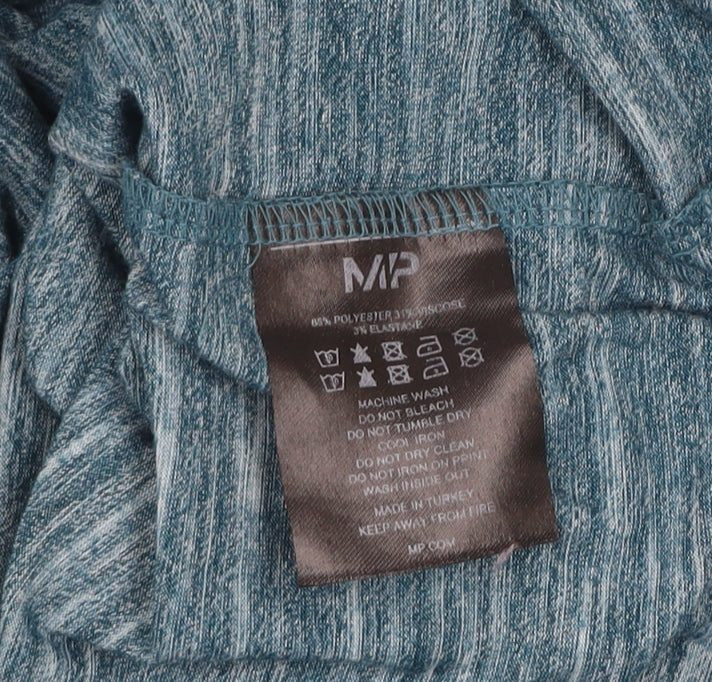 MP
66% POLYESTER 31% VISCOSE
3% ELASTANE
MACHINE WASH
DO NOT BLEACH
DO NOT TUMBLE DRY
COOL IRON
DO NOT DRY CLEAN
DO NOT IRON ON PRINT
WASH INSIDE OUT
MADE IN TURKEY
KEEP AWAY FROM FIRE
MP.COM